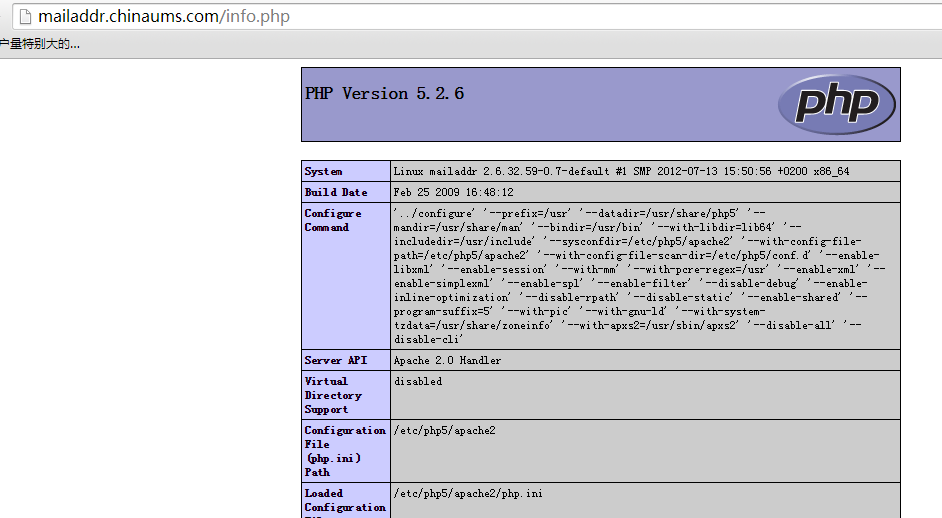 mailaddr.chinaums.com/info.php
户量特别大的...
PHP Version 5.2.6
php
System
Linux mailaddr 2.6.32.59-0.7-default #1 SMP 2012-07-13 15:50:56 +0200 x86_64
Build Date
Feb 25 2009 16:48:12
Configure
Command
'../configure' '--prefix=/usr' '--datadir=/usr/share/php5' '--
mandir=/usr/share/man' '--bindir=/usr/bin' '--with-libdir=lib64' '--
includedir=/usr/include' '--sysconfdir=/etc/php5/apache2' '--with-config-file-
path=/etc/php5/apache2' '--with-config-file-scan-dir=/etc/php5/conf.d' '--enable-
libxml' '--enable-session' '--with-mm' '--with-pcre-regex=/usr' '--enable-xml' '--
enable-simplexml' '--enable-spl' '--enable-filter' '--disable-debug' '--enable-
inline-optimization' '--disable-rpath' '--disable-static' '--enable-shared' '--
program-suffix=5' '--with-pic' '--with-gnu-ld' '--with-system-
tzdata=/usr/share/zoneinfo' '--with-apxs2=/usr/sbin/apxs2' '--disable-all' '--
disable-cli'
Server API
Apache 2.0 Handler
Virtual
Directory
Support
disabled
Configuration
File
(php.ini)
Path
/etc/php5/apache2
Loaded
Configuration
/etc/php5/apache2/php.ini